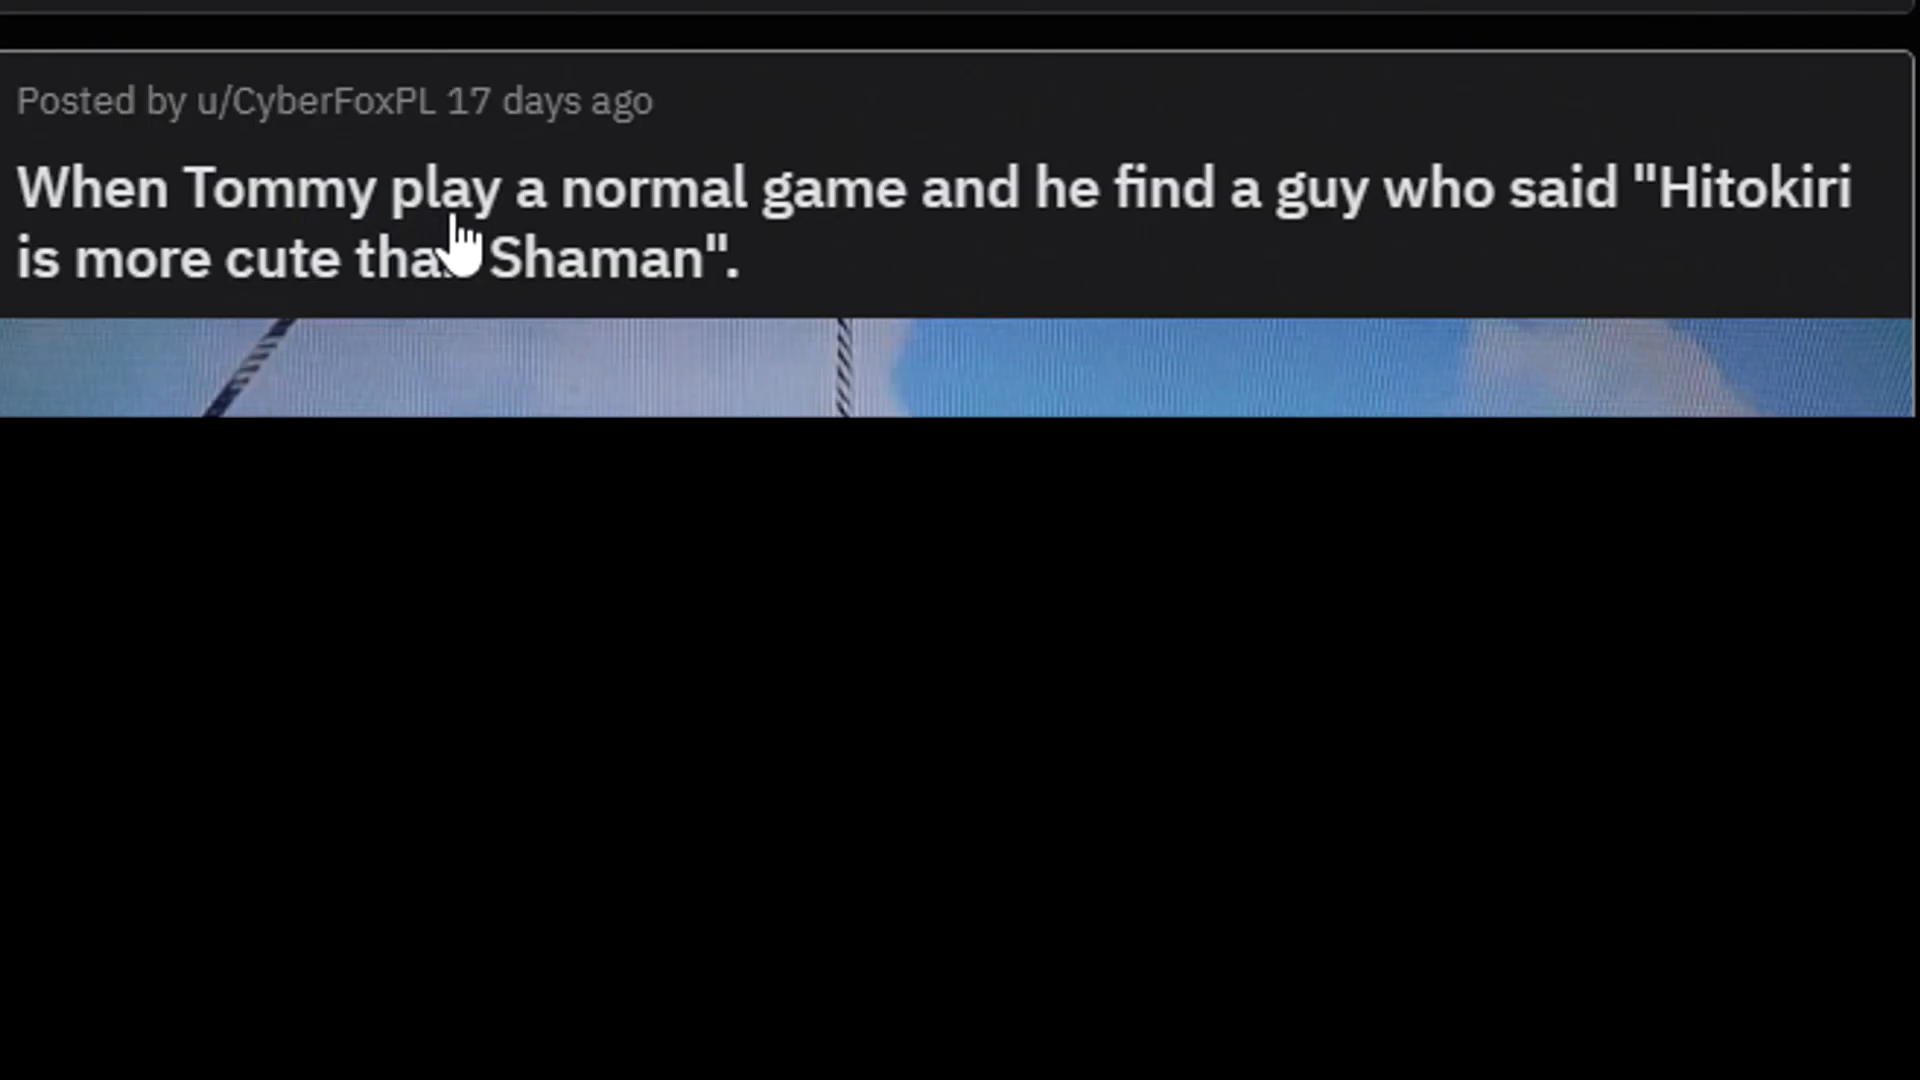 Posted by u/CyberFoxPL 17 days ago
When Tommy play a normal game and he find a guy who said "Hitokiri
is more cute than Shaman".